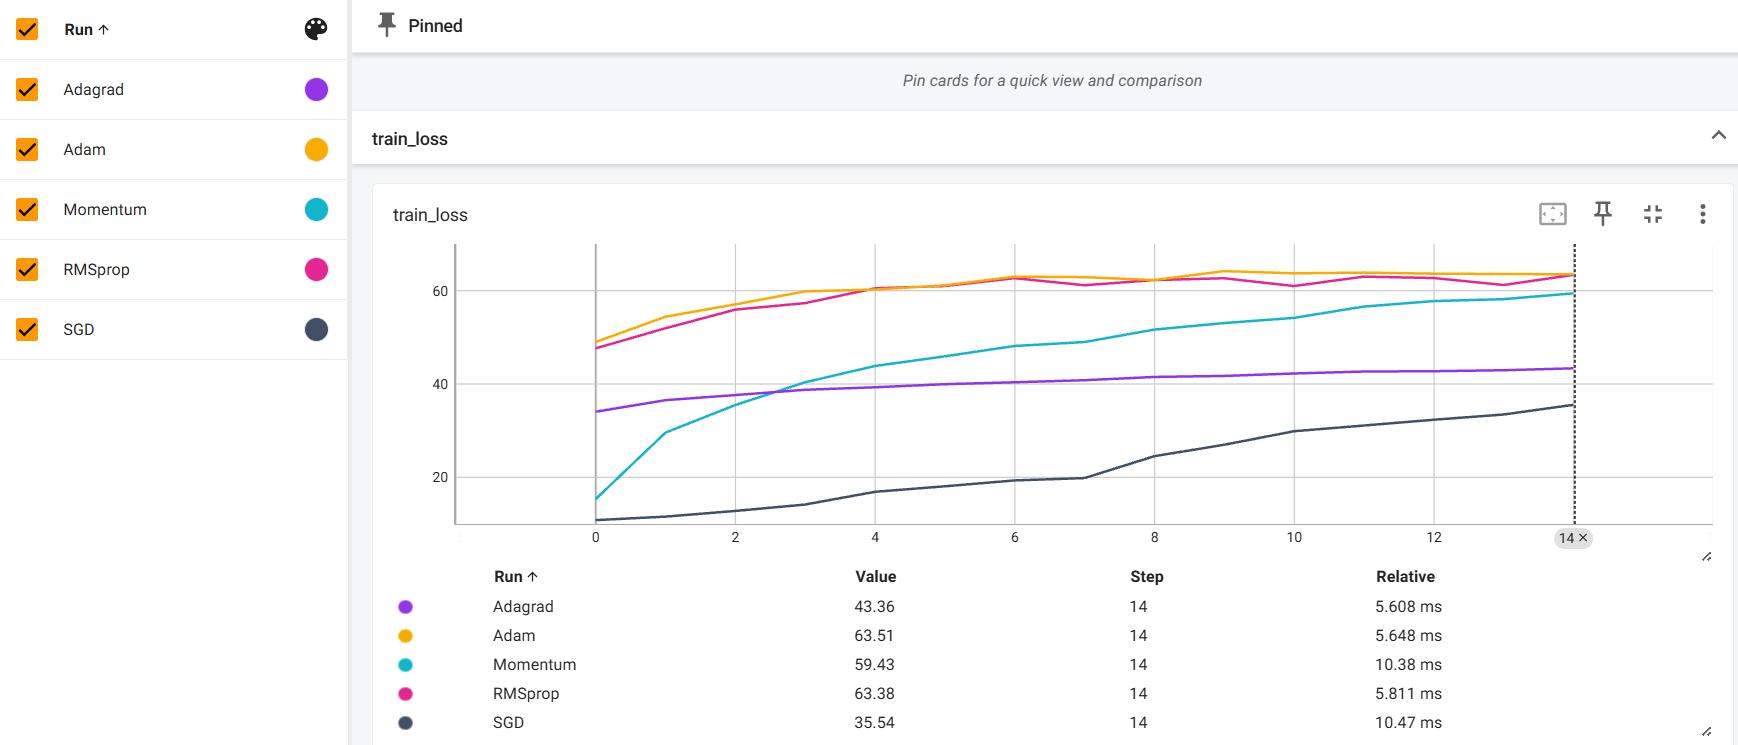 Run ↑
Adagrad
Adam
Momentum
RMSprop
SGD
Pinned
Pin cards for a quick view and comparison
train_loss
train_loss
60
40
20
0 2 4 6 8 10 12 14 ×
Run ↑ Value Step Relative
Adagrad 43.36 14 5.608 ms
Adam 63.51 14 5.648 ms
Momentum 59.43 14 10.38 ms
RMSprop 63.38 14 5.811 ms
SGD 35.54 14 10.47 ms